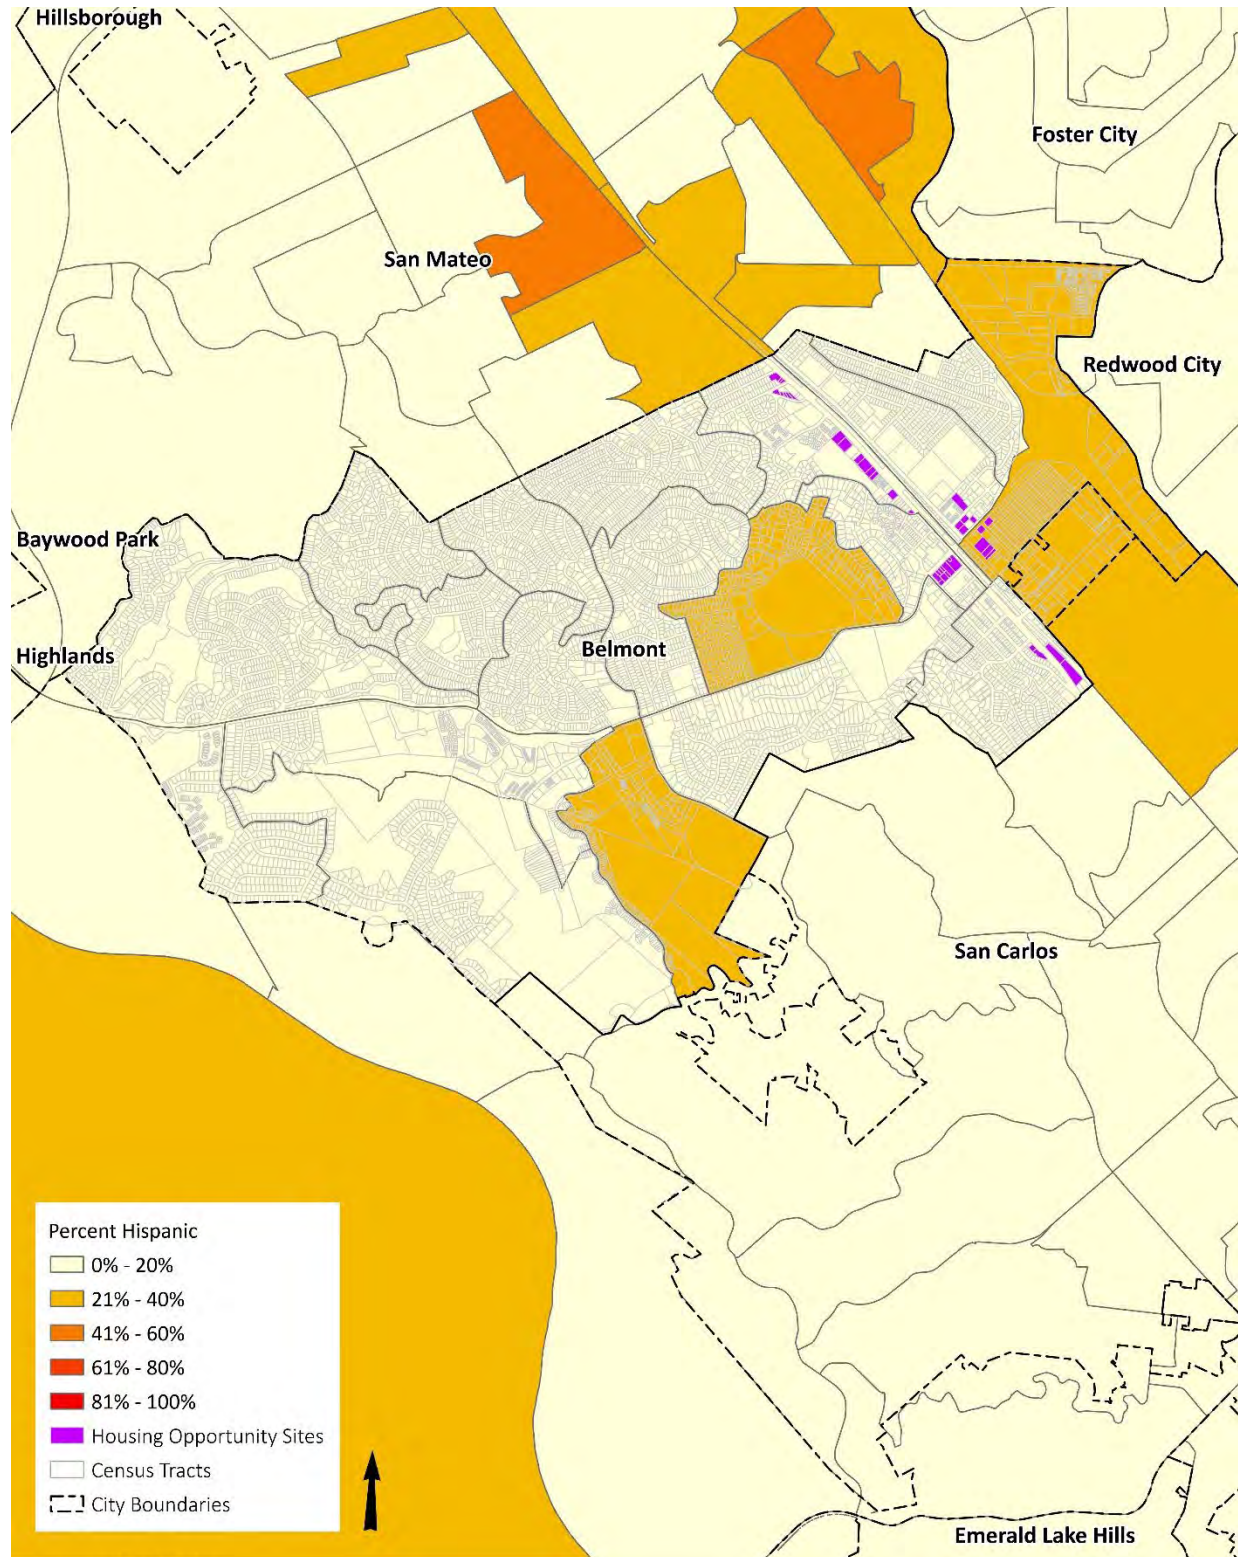 Hillsborough
Foster City
San Mateo
Redwood City
Baywood Park
Highlands
Belmont
San Carlos
Percent Hispanic
0% - 20%
21% - 40%
41% - 60%
61% - 80%
81% - 100%
Housing Opportunity Sites
Census Tracts
City Boundaries
Emerald Lake Hills